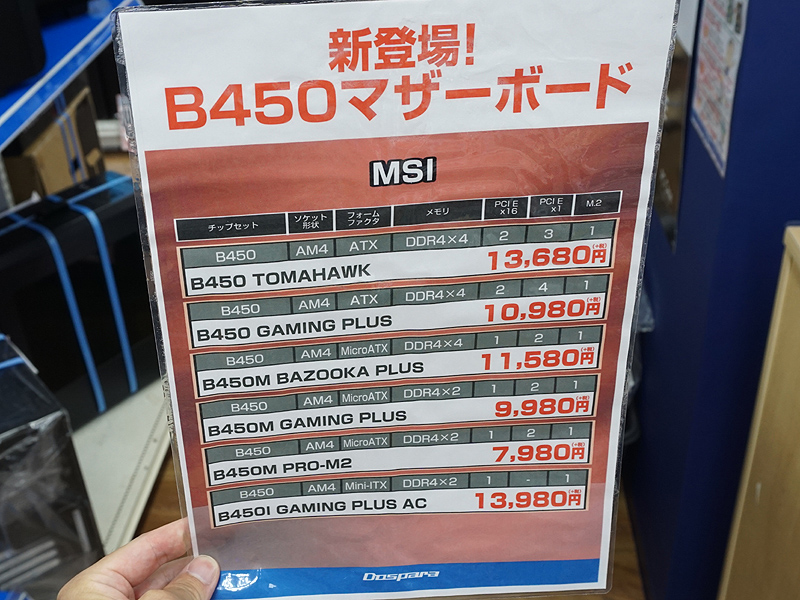 新登場!
B450マザーボード
MSI
チップセット ソケット形状 フォームファクタ メモリ PCI E x16 PCI E x1 M.2
B450 AM4 ATX DDR4×4 2 3 1
B450 TOMAHAWK 13,680円(+税)
B450 AM4 ATX DDR4×4 2 4 1
B450 GAMING PLUS 10,980円(+税)
B450 AM4 MicroATX DDR4×4 1 2 1
B450M BAZOOKA PLUS 11,580円(+税)
B450 AM4 MicroATX DDR4×2 1 2 1
B450M GAMING PLUS 9,980円(+税)
B450 AM4 MicroATX DDR4×2 1 2 1
B450M PRO-M2 7,980円(+税)
B450 AM4 Mini-ITX DDR4×2 1 - 1
B450I GAMING PLUS AC 13,980円(+税)
Dospara